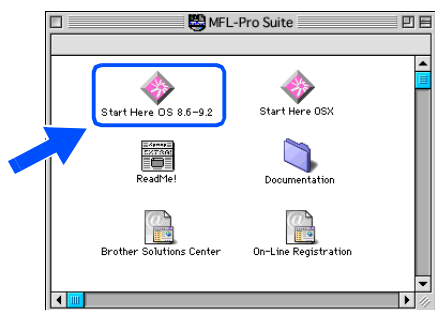 MFL-Pro Suite
Start Here OS 8.6-9.2
Start Here OSX
ReadMe!
Documentation
Brother Solutions Center
On-Line Registration